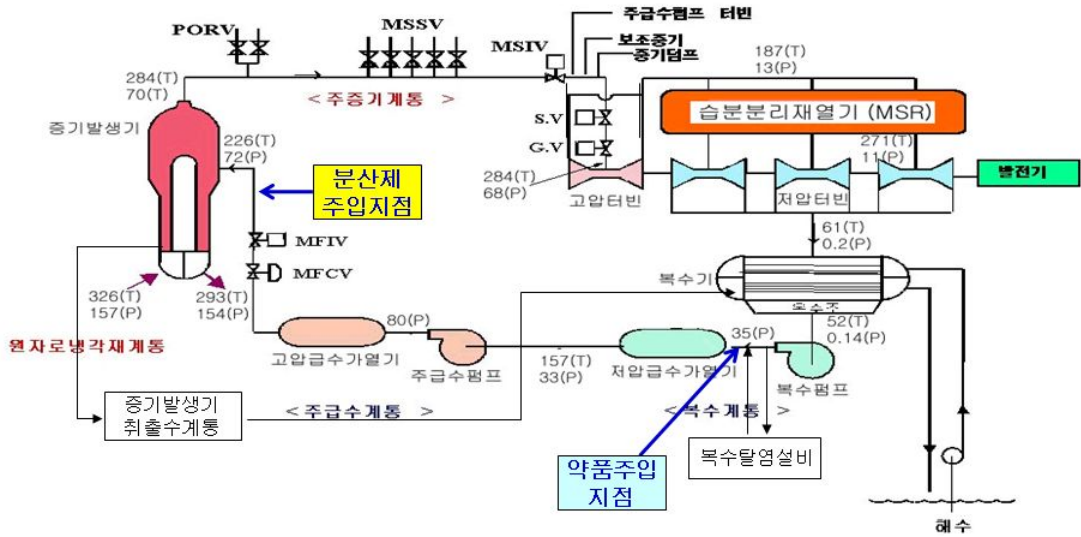 주급수펌프 터빈
MSSV
PORV
보조증기
MSIV
증기덤프
187(T)
13(P)
284(T)
70(T)
< 주증기계통 >
습분분리재열기 (MSR)
S.V
증기발생기
226(T)
72(P)
G.V
271(T)
11(P)
분산제
주입지점
284(T)
68(P)
발전기
고압터빈
저압터빈
61(T)
0.2(P)
MFIV
복수기
MFCV
326(T)
157(P)
293(T)
154(P)
온수조
80(P)
35(P)
52(T)
0.14(P)
원자로냉각재계통
고압급수가열기
주급수펌프
157(T)
33(P)
저압급수가열기
복수펌프
증기발생기
취출수계통
<주급수계통 >
<복수계통 >
복수탈염설비
약품주입
지점
해수